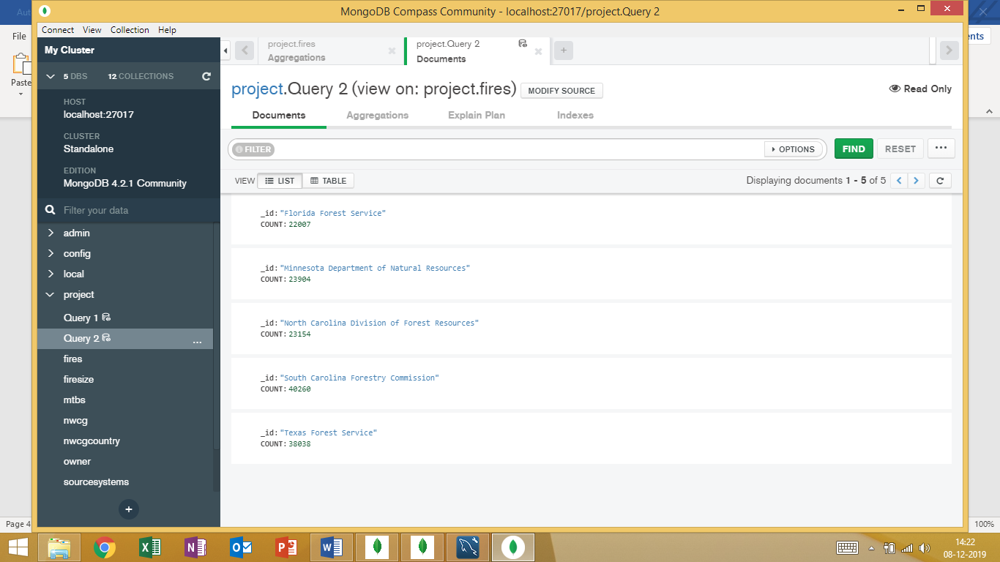 Aut
MongoDB Compass Community - localhost:27017/project.Query 2
File
Paste
ents
Connect View Collection Help
My Cluster
5 DBS 12 COLLECTIONS
HOST
localhost:27017
CLUSTER
Standalone
EDITION
MongoDB 4.2.1 Community
Filter your data
admin
config
local
project
Query 1
Query 2 ...
fires
firesize
mtbs
nwcg
nwcgcountry
owner
sourcesystems
+
project.fires
Aggregations
project.Query 2
Documents
+
project.Query 2 (view on: project.fires) MODIFY SOURCE
Read Only
Documents Aggregations Explain Plan Indexes
FILTER OPTIONS FIND RESET ...
VIEW LIST TABLE Displaying documents 1 - 5 of 5
_id: "Florida Forest Service"
COUNT: 22007
_id: "Minnesota Department of Natural Resources"
COUNT: 23904
_id: "North Carolina Division of Forest Resources"
COUNT: 23154
_id: "South Carolina Forestry Commission"
COUNT: 40260
_id: "Texas Forest Service"
COUNT: 38038
Page 4
100%
14:22
08-12-2019